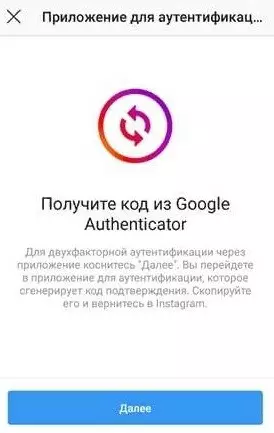 Приложение для аутентификац...
Получите код из Google
Authenticator
Для двухфакторной аутентификации через
приложение коснитесь "Далее". Вы перейдете
в приложение для аутентификации, которое
сгенерирует код подтверждения. Скопируйте
его и вернитесь в Instagram.
Далее